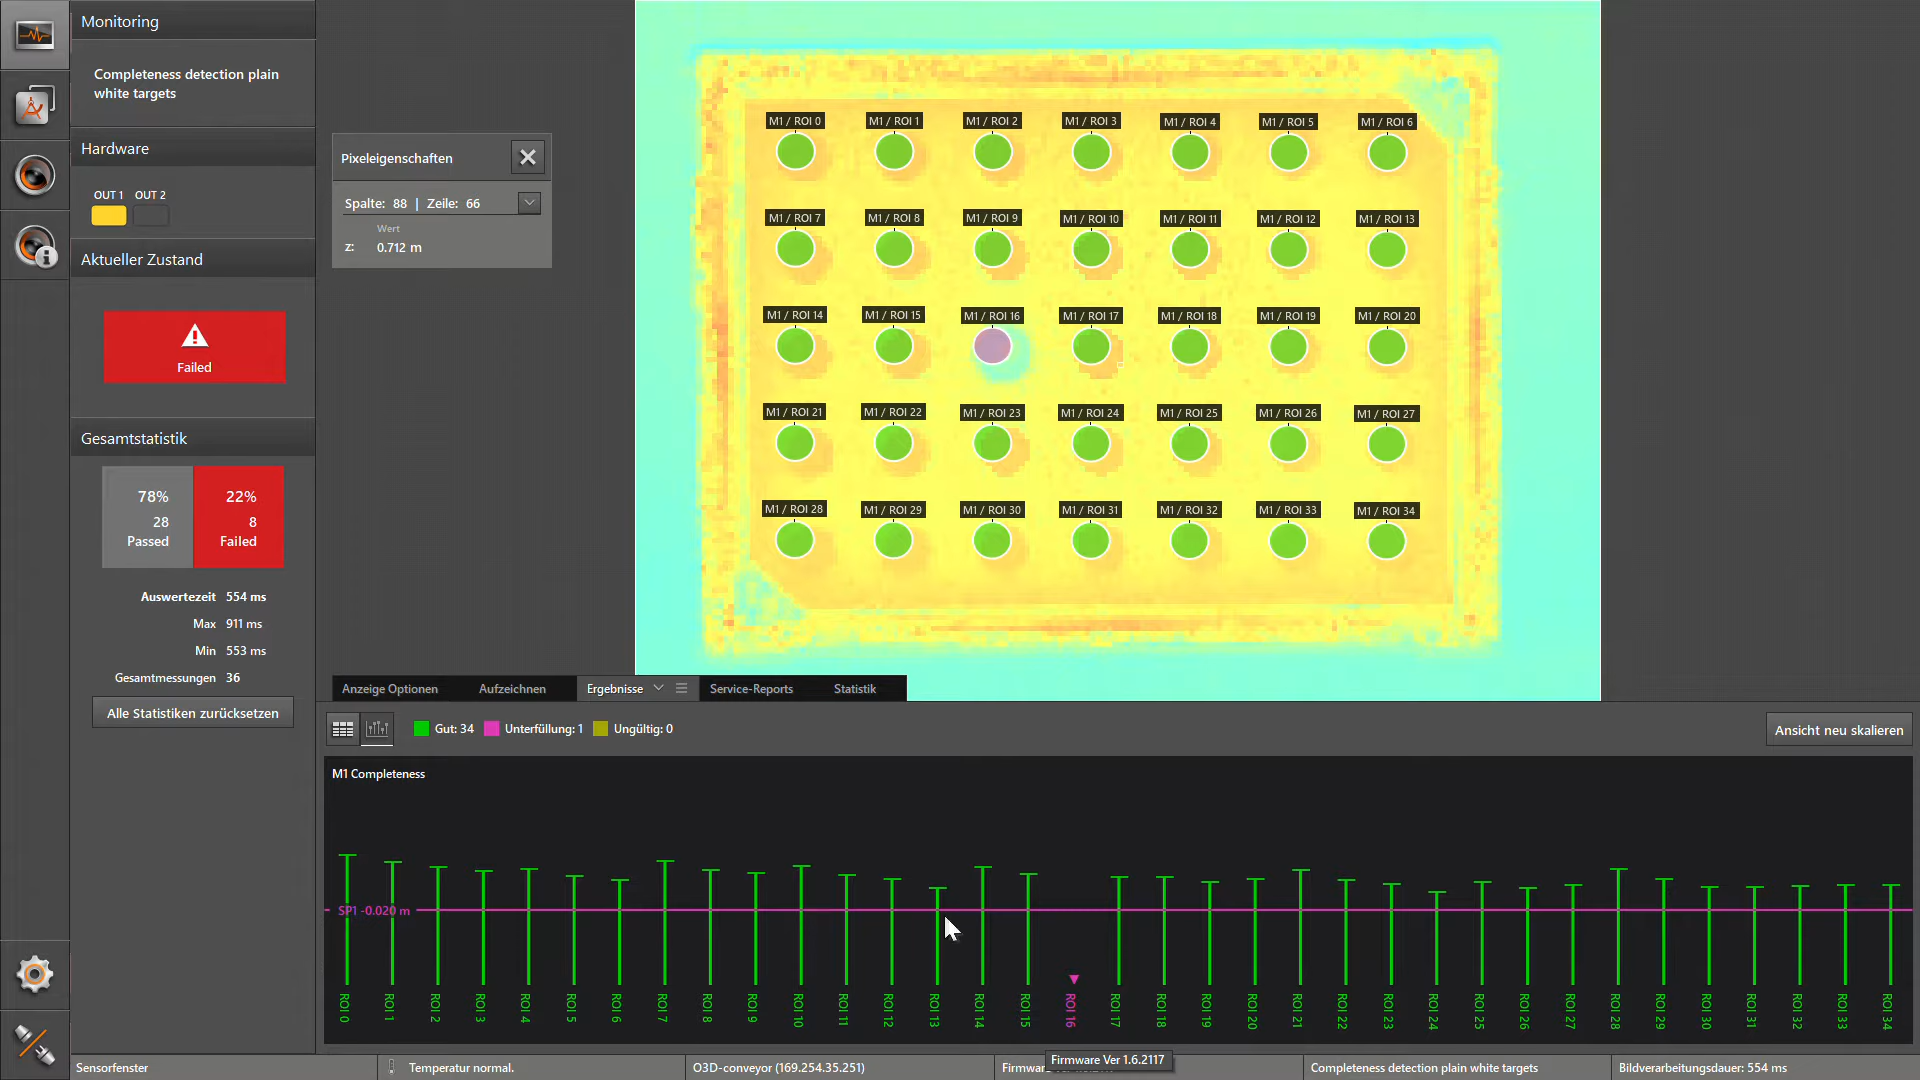 Monitoring
Completeness detection plain
white targets
Hardware
OUT 1 OUT 2
Aktueller Zustand
Failed
Gesamtstatistik
78% 22%
28 8
Passed Failed
Auswertezeit 554 ms
Max 911 ms
Min 553 ms
Gesamtmessungen 36
Alle Statistiken zurücksetzen
Pixeleigenschaften
Spalte: 88 | Zeile: 66
Wert
z: 0.712 m
M1 / ROI 0 M1 / ROI 1 M1 / ROI 2 M1 / ROI 3 M1 / ROI 4 M1 / ROI 5 M1 / ROI 6
M1 / ROI 7 M1 / ROI 8 M1 / ROI 9 M1 / ROI 10 M1 / ROI 11 M1 / ROI 12 M1 / ROI 13
M1 / ROI 14 M1 / ROI 15 M1 / ROI 16 M1 / ROI 17 M1 / ROI 18 M1 / ROI 19 M1 / ROI 20
M1 / ROI 21 M1 / ROI 22 M1 / ROI 23 M1 / ROI 24 M1 / ROI 25 M1 / ROI 26 M1 / ROI 27
M1 / ROI 28 M1 / ROI 29 M1 / ROI 30 M1 / ROI 31 M1 / ROI 32 M1 / ROI 33 M1 / ROI 34
Anzeige Optionen Aufzeichnen Ergebnisse Service-Reports Statistik
Gut: 34 Unterfüllung: 1 Ungültig: 0
Ansicht neu skalieren
M1 Completeness
SP1 -0.020 m
ROI 0 ROI 1 ROI 2 ROI 3 ROI 4 ROI 5 ROI 6 ROI 7 ROI 8 ROI 9 ROI 10 ROI 11 ROI 12 ROI 13 ROI 14 ROI 15 ROI 16 ROI 17 ROI 18 ROI 19 ROI 20 ROI 21 ROI 22 ROI 23 ROI 24 ROI 25 ROI 26 ROI 27 ROI 28 ROI 29 ROI 30 ROI 31 ROI 32 ROI 33 ROI 34
Firmware Ver 1.6.2117
Sensorfenster Temperatur normal. O3D-conveyor (169.254.35.251) Completeness detection plain white targets Bildverarbeitungsdauer: 554 ms